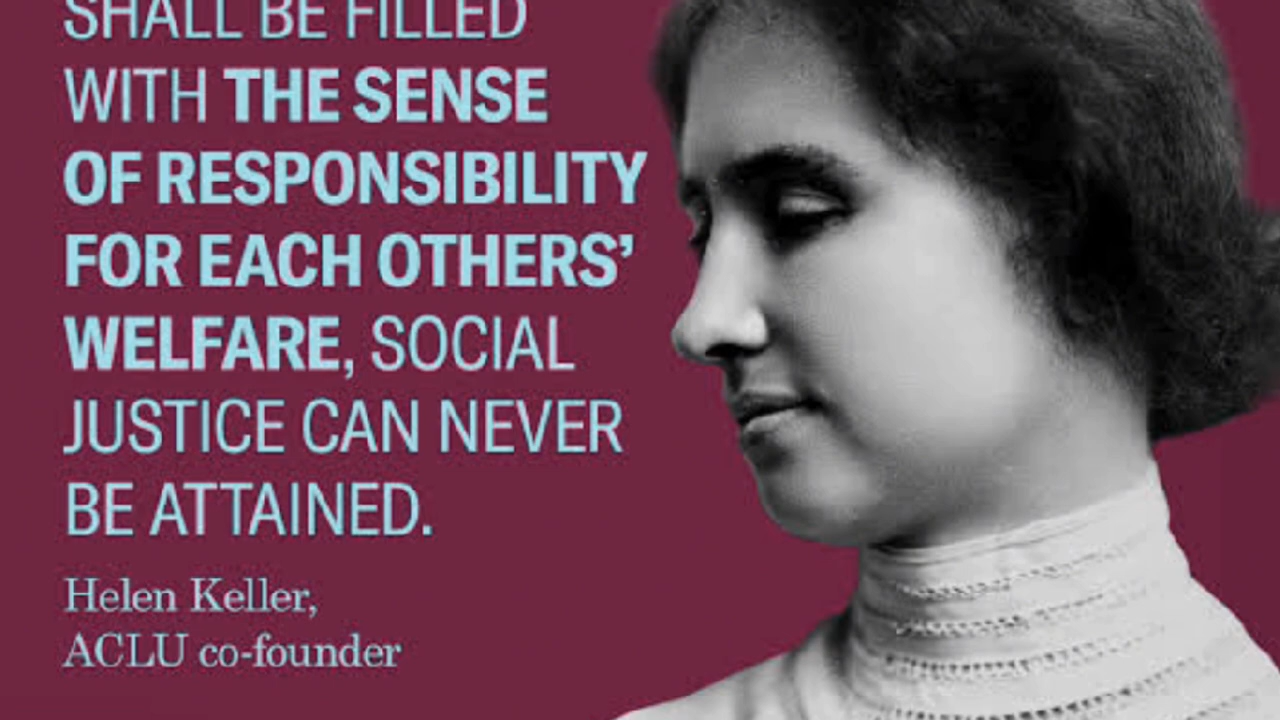 SHALL BE FILLED
WITH THE SENSE
OF RESPONSIBILITY
FOR EACH OTHERS’
WELFARE, SOCIAL
JUSTICE CAN NEVER
BE ATTAINED.
Helen Keller,
ACLU co-founder